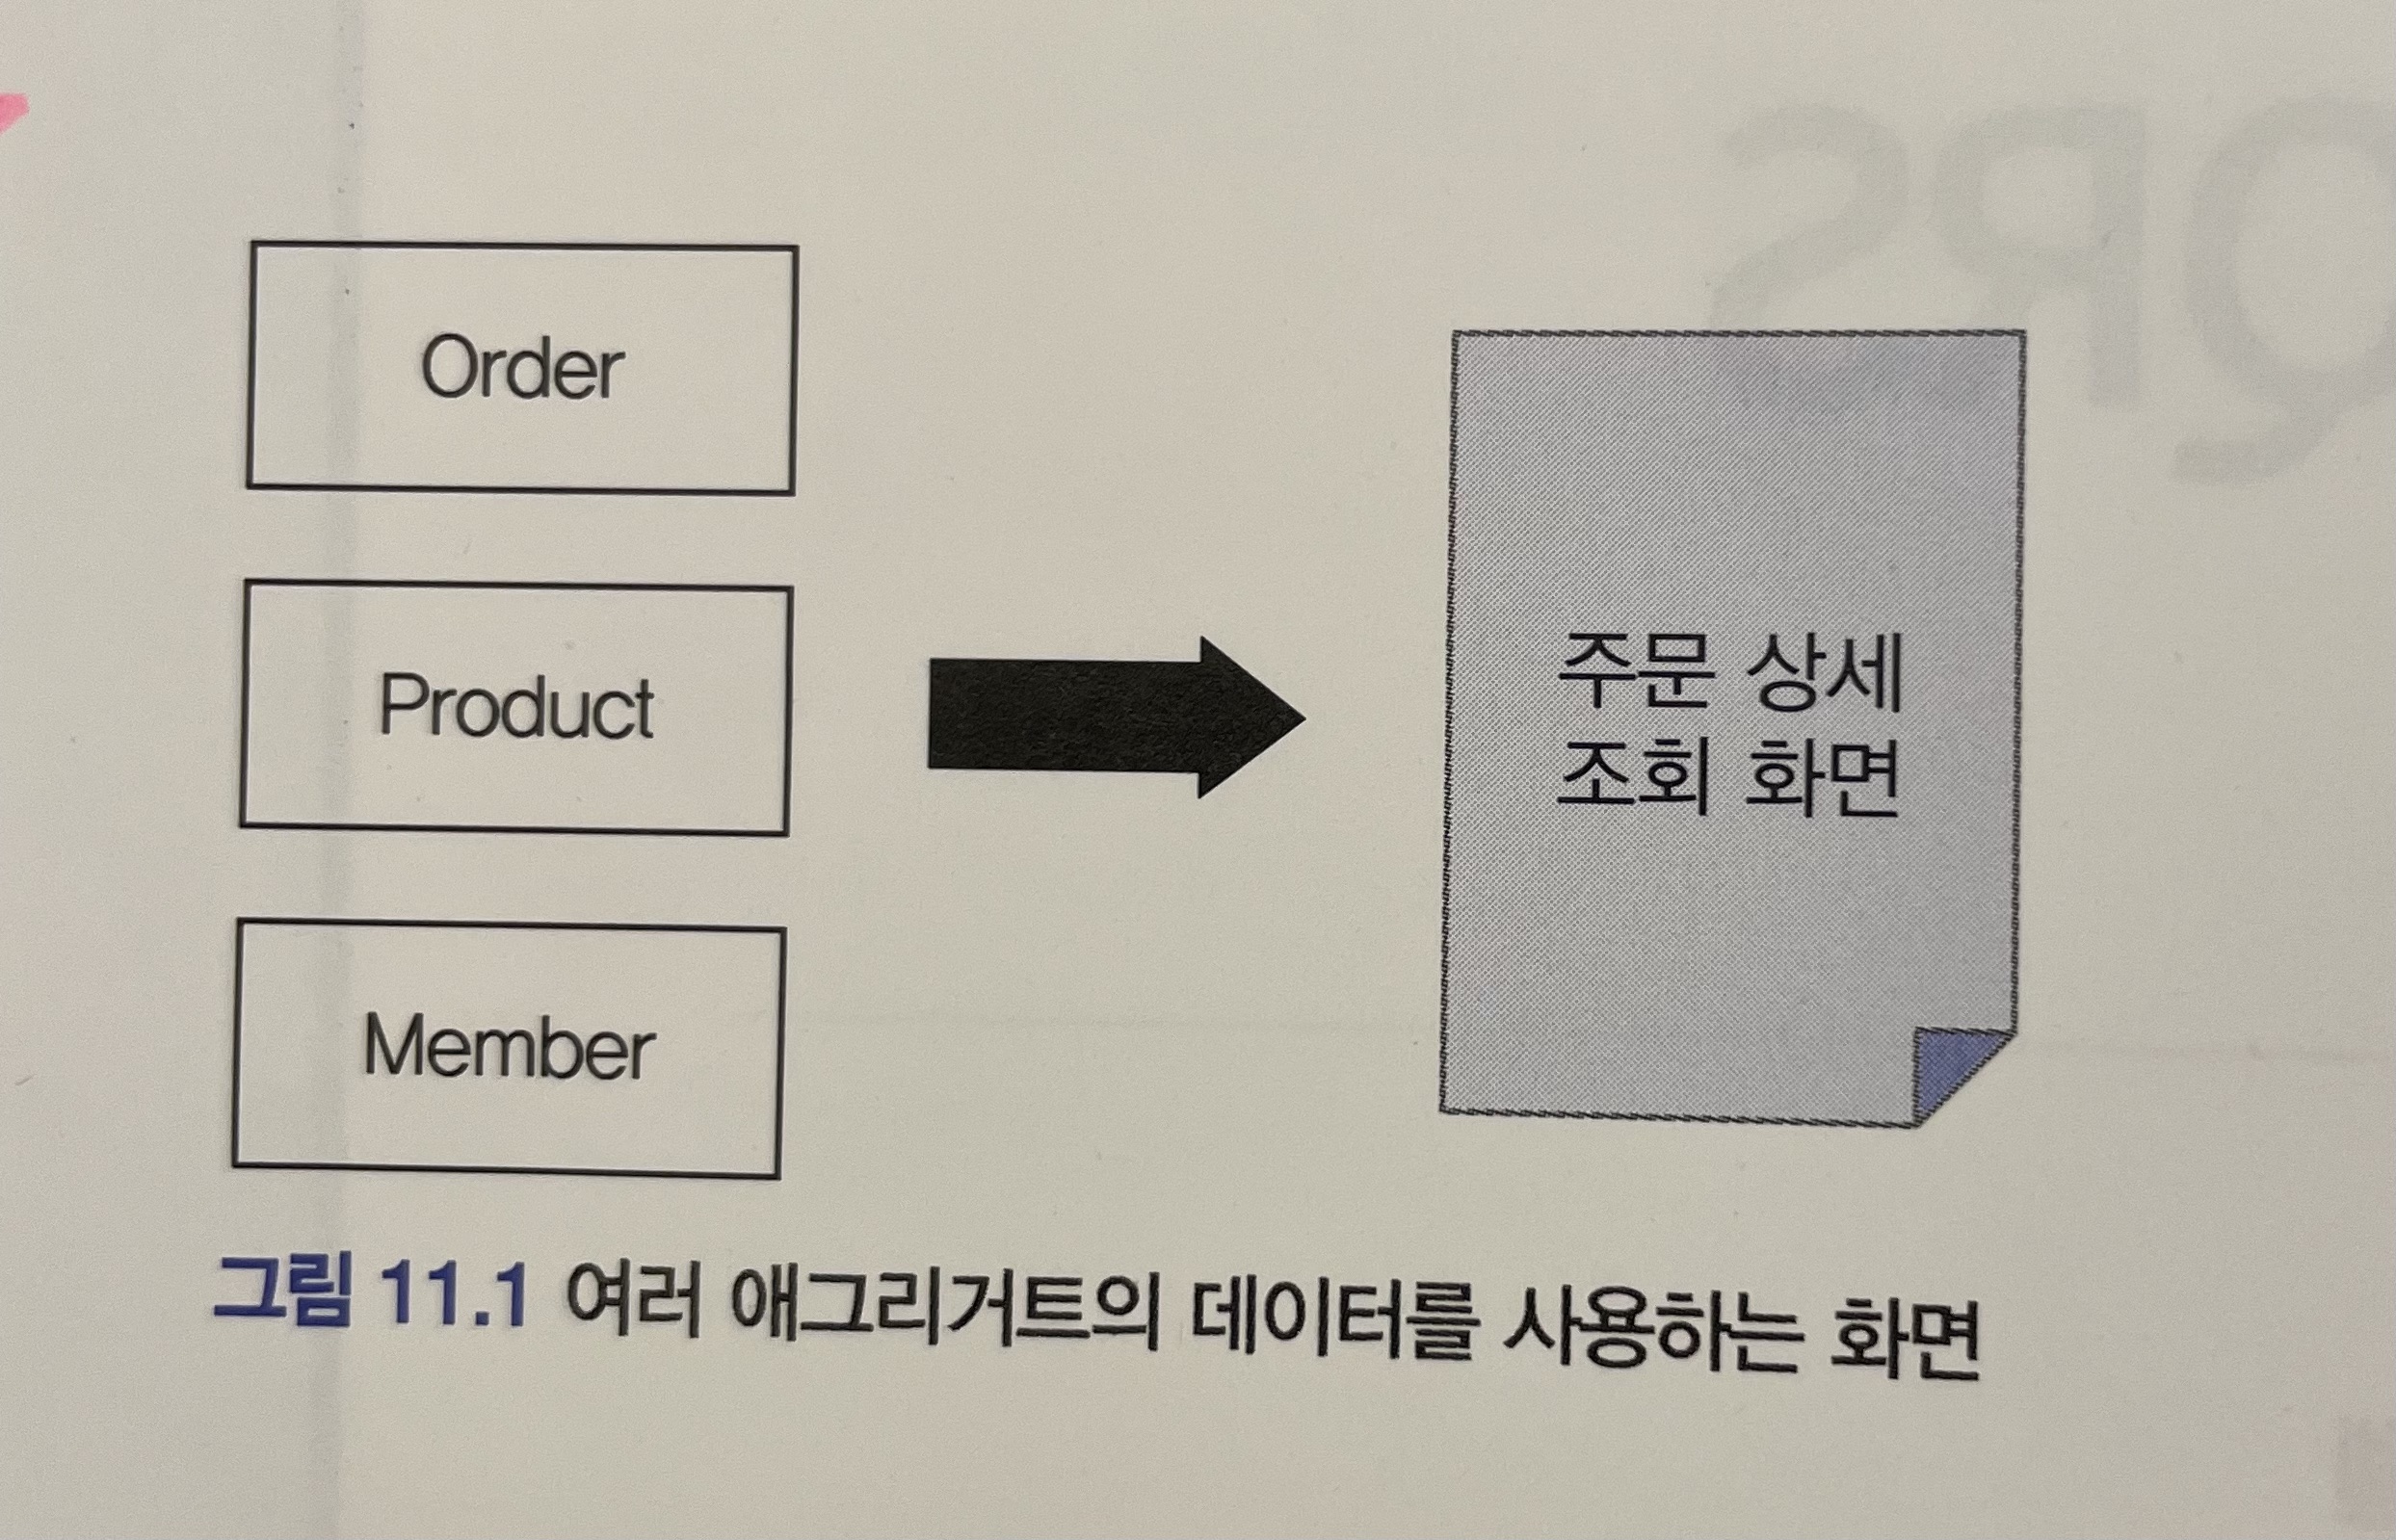 Order
Product
Member
주문 상세
조회 화면
그림 11.1 여러 애그리거트의 데이터를 사용하는 화면